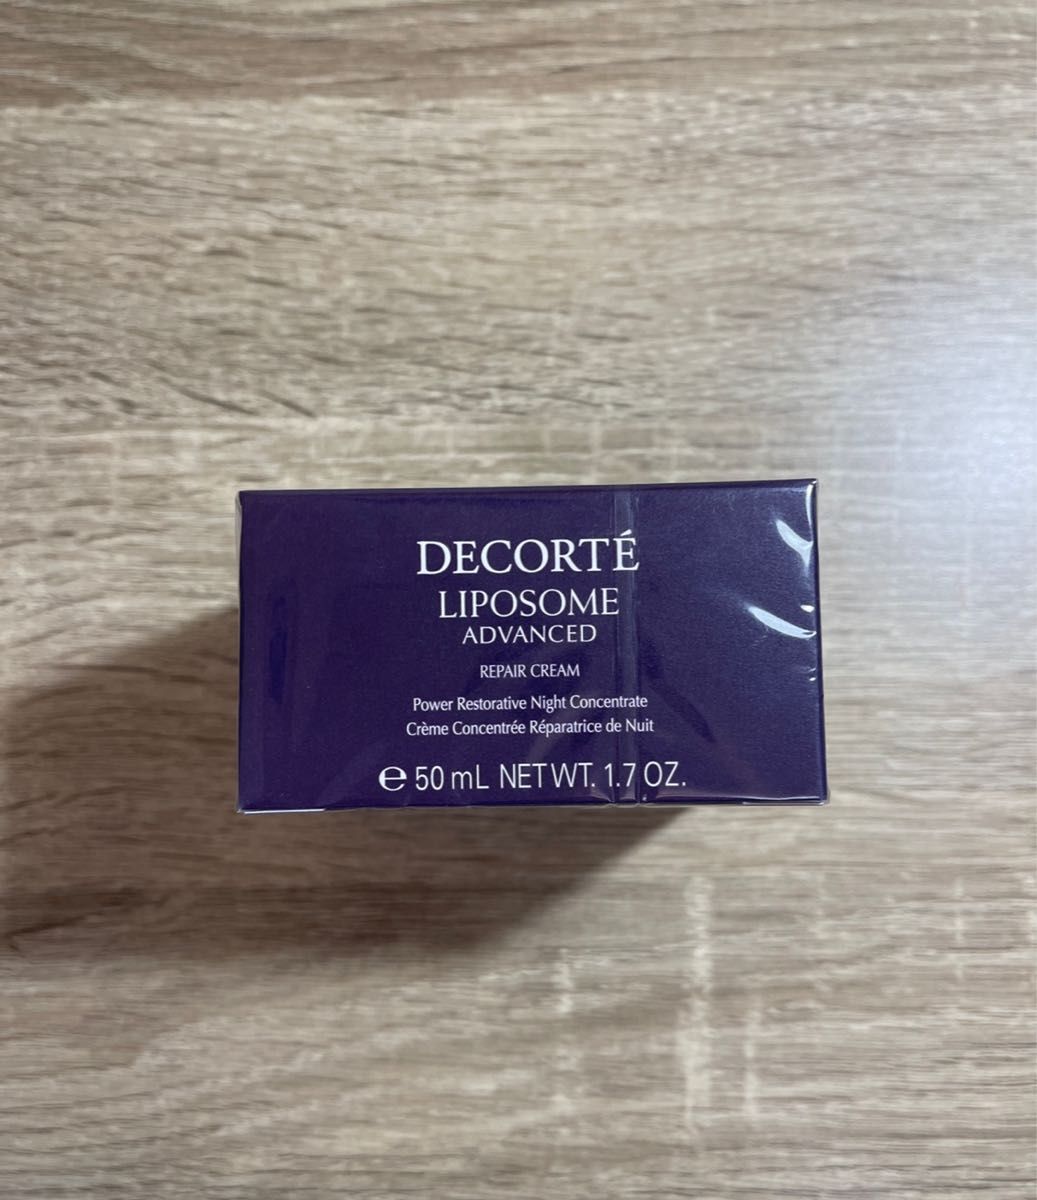 DECORTÉ
LIPOSOME
ADVANCED
REPAIR CREAM
Power Restorative Night Concentrate
Crème Concentrée Réparatrice de Nuit
℮ 50 mL NET WT. 1.7 OZ.